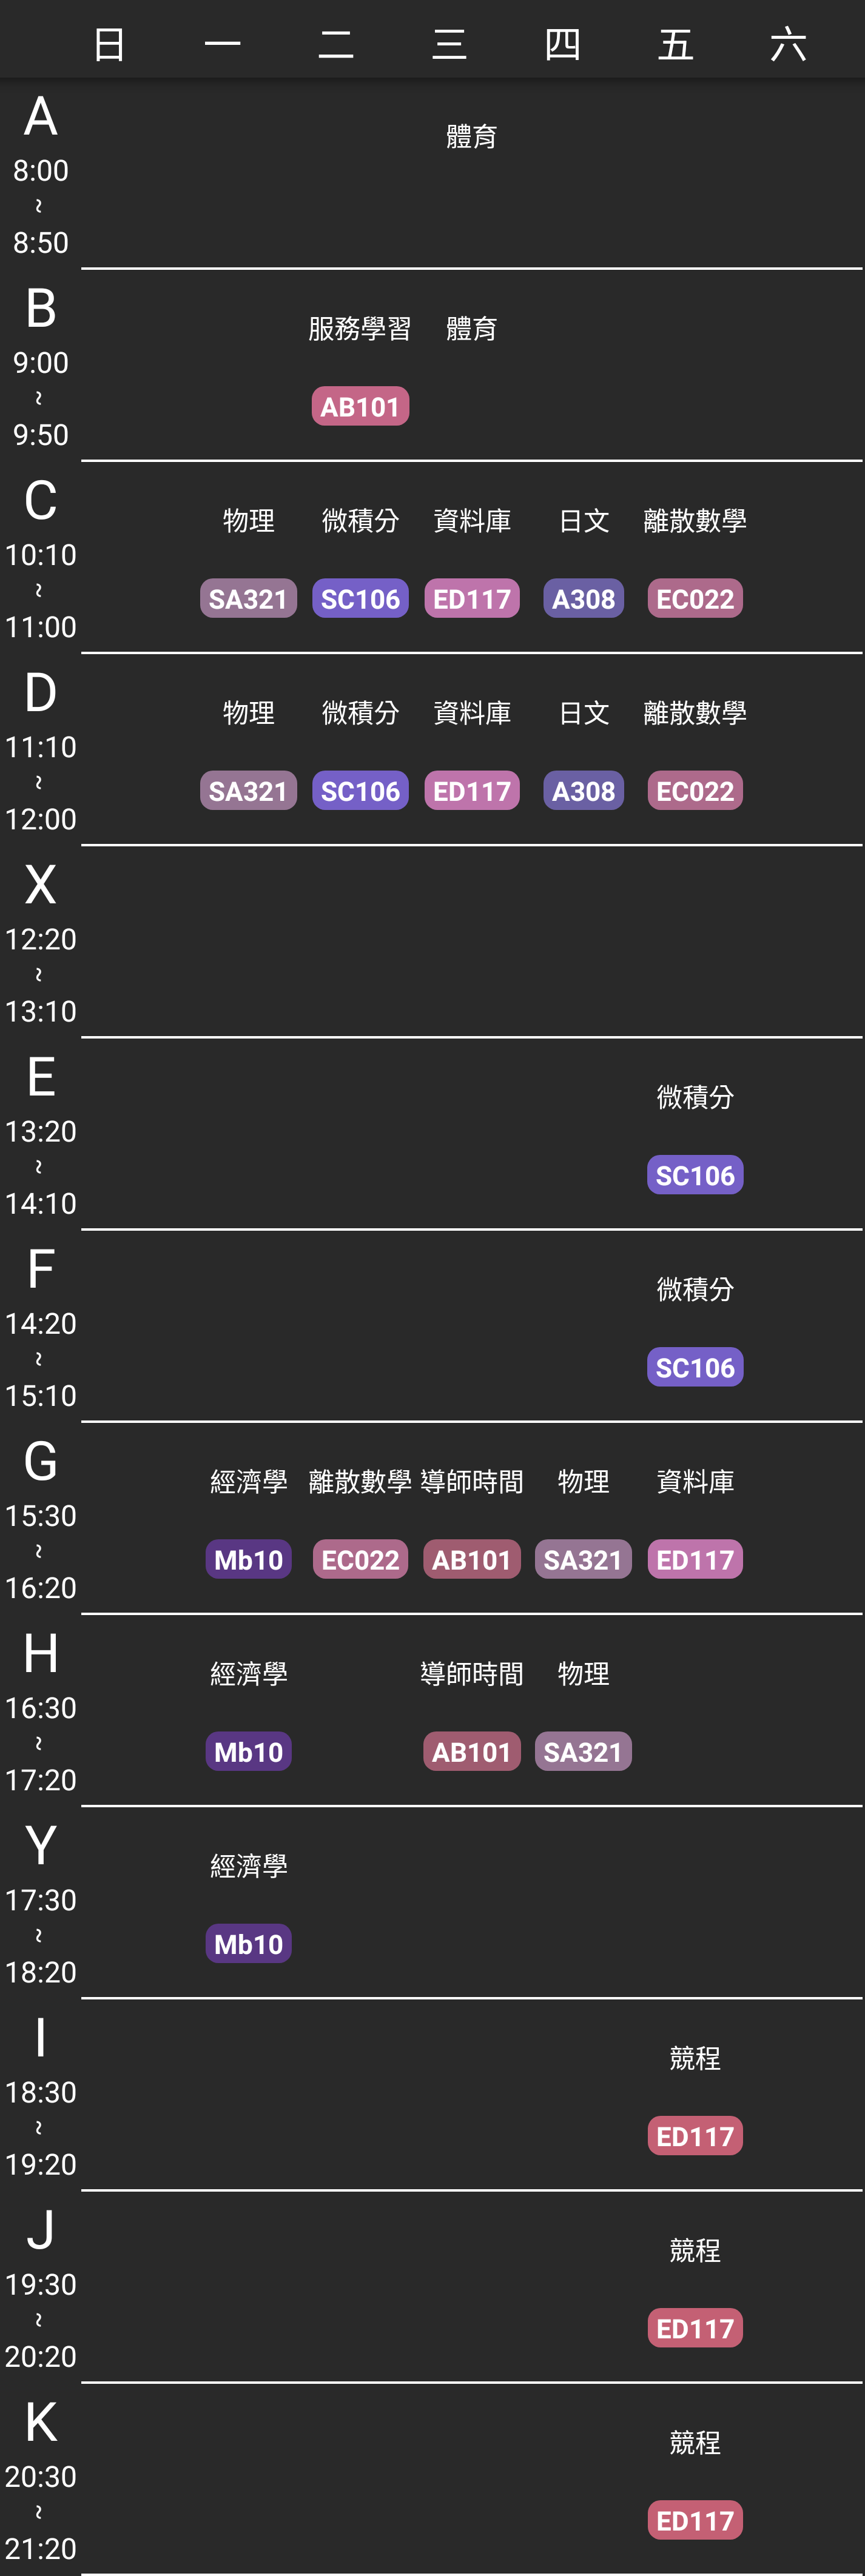 日 一 二 三 四 五 六
A
8:00
~
8:50
體育
B
9:00
~
9:50
服務學習 體育
AB101
C
10:10
~
11:00
物理 微積分 資料庫 日文 離散數學
SA321 SC106 ED117 A308 EC022
D
11:10
~
12:00
物理 微積分 資料庫 日文 離散數學
SA321 SC106 ED117 A308 EC022
X
12:20
~
13:10
E
13:20
~
14:10
微積分
SC106
F
14:20
~
15:10
微積分
SC106
G
15:30
~
16:20
經濟學 離散數學 導師時間 物理 資料庫
Mb10 EC022 AB101 SA321 ED117
H
16:30
~
17:20
經濟學 導師時間 物理
Mb10 AB101 SA321
Y
17:30
~
18:20
經濟學
Mb10
I
18:30
~
19:20
競程
ED117
J
19:30
~
20:20
競程
ED117
K
20:30
~
21:20
競程
ED117